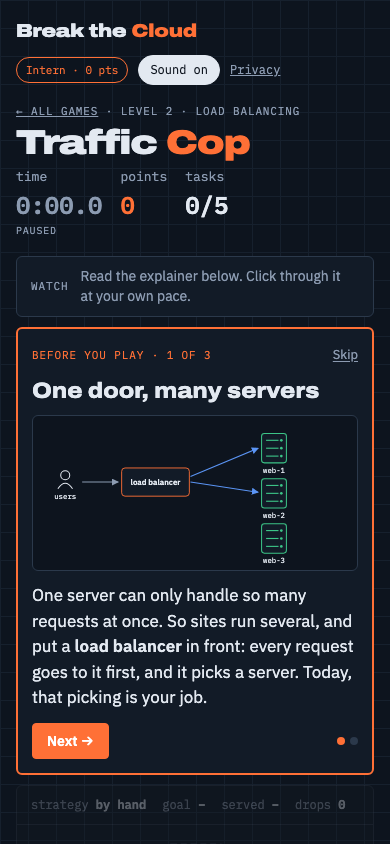 Break the Cloud
Intern · 0 pts
Sound on
Privacy
← ALL GAMES · LEVEL 2 · LOAD BALANCING
Traffic Cop
time points tasks
0:00.0 0 0/5
PAUSED
WATCH
Read the explainer below. Click through it
at your own pace.
BEFORE YOU PLAY · 1 OF 3
Skip
One door, many servers
users
load balancer
web-1
web-2
web-3
One server can only handle so many
requests at once. So sites run several, and
put a load balancer in front: every request
goes to it first, and it picks a server. Today,
that picking is your job.
Next →
strategy by hand goal – served – drops 0